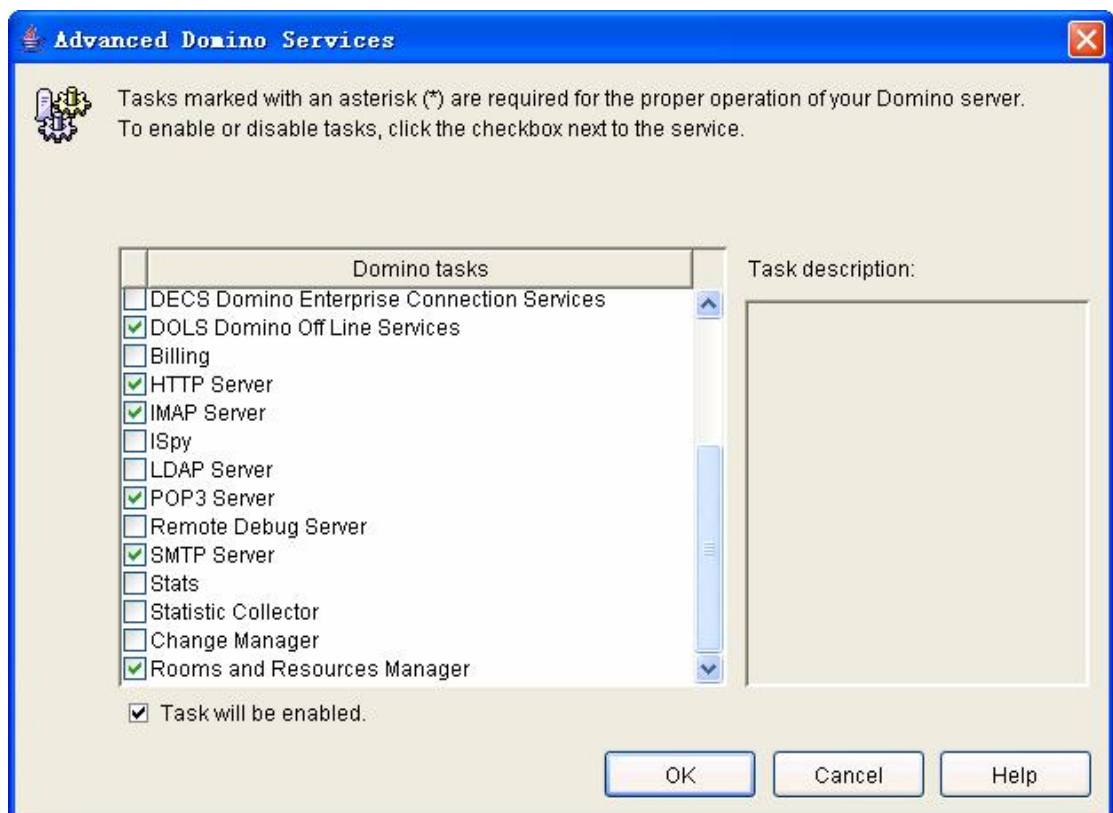 Advanced Domino Services
Tasks marked with an asterisk (*) are required for the proper operation of your Domino server.
To enable or disable tasks, click the checkbox next to the service.
Domino tasks
Task description:
DECS Domino Enterprise Connection Services
DOLS Domino Off Line Services
Billing
HTTP Server
IMAP Server
ISpy
LDAP Server
POP3 Server
Remote Debug Server
SMTP Server
Stats
Statistic Collector
Change Manager
Rooms and Resources Manager
Task will be enabled.
OK
Cancel
Help